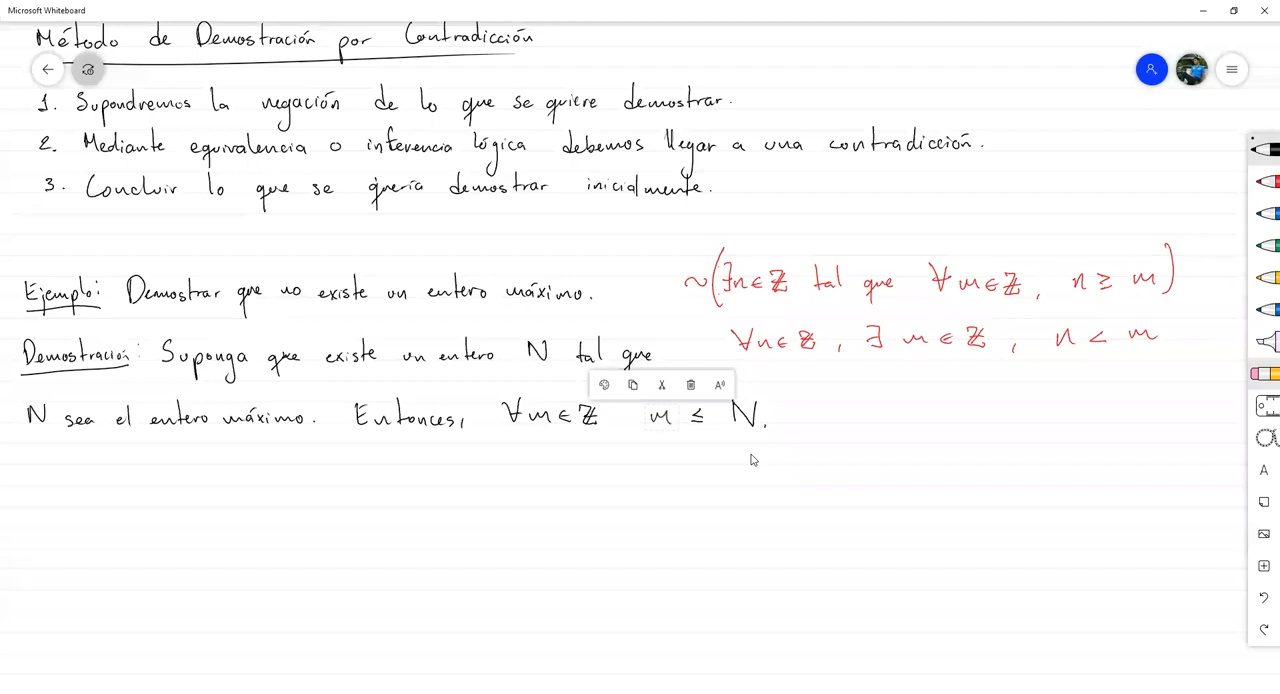 Microsoft Whiteboard
Método de Demostración por Contradicción
1. Supondremos la negación de lo que se quiere demostrar.
2. Mediante equivalencia o inferencia lógica debemos llegar a una contradicción.
3. Concluir lo que se quería demostrar inicialmente.
Ejemplo: Demostrar que no existe un entero máximo.
~(∃n∈ℤ tal que ∀m∈ℤ, n ≥ m)
∀n∈ℤ, ∃ m∈ℤ, n < m
Demostración: Suponga que existe un entero N tal que
N sea el entero máximo. Entonces, ∀m∈ℤ m ≤ N.